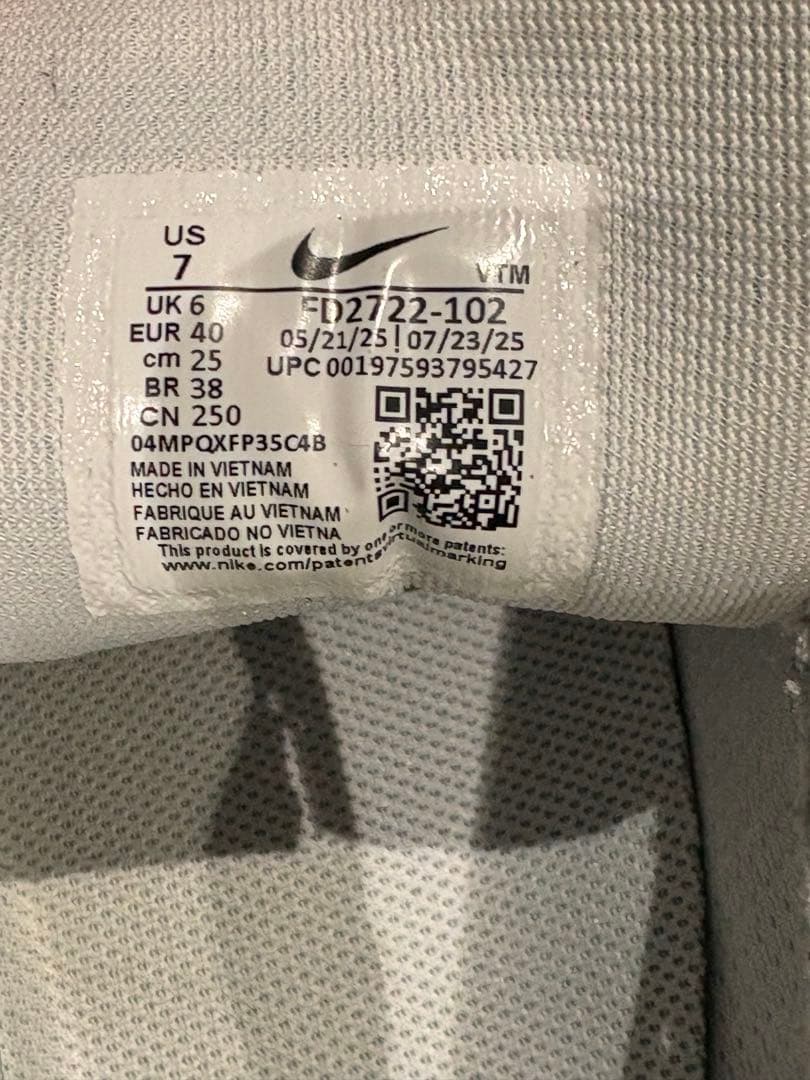 US
7
VTM
UK 6
FD2722-102
EUR 40
05/21/25 | 07/23/25
cm 25
UPC 00197593795427
BR 38
CN 250
04MPQXFP35C4B
MADE IN VIETNAM
HECHO EN VIETNAM
FABRIQUE AU VIETNAM
FABRICADO NO VIETNA
This product is covered by one or more patents:
www.nike.com/patentsvirtualmarking